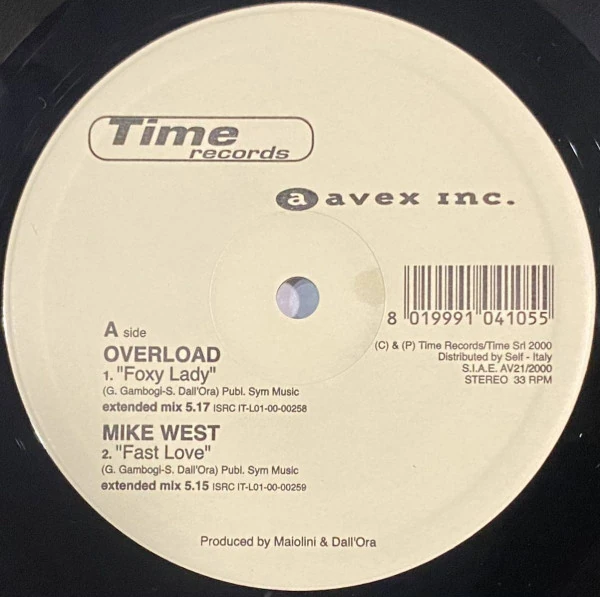 Time
records
a avex inc.
8 019991 041055
A side
(C) & (P) Time Records/Time Srl 2000
Distributed by Self - Italy
S.I.A.E. AV21/2000
STEREO 33 RPM
OVERLOAD
1. "Foxy Lady"
(G. Gambogi-S. Dall'Ora) Publ. Sym Music
extended mix 5.17 ISRC IT-L01-00-00258
MIKE WEST
2. "Fast Love"
(G. Gambogi-S. Dall'Ora) Publ. Sym Music
extended mix 5.15 ISRC IT-L01-00-00259
Produced by Maiolini & Dall'Ora